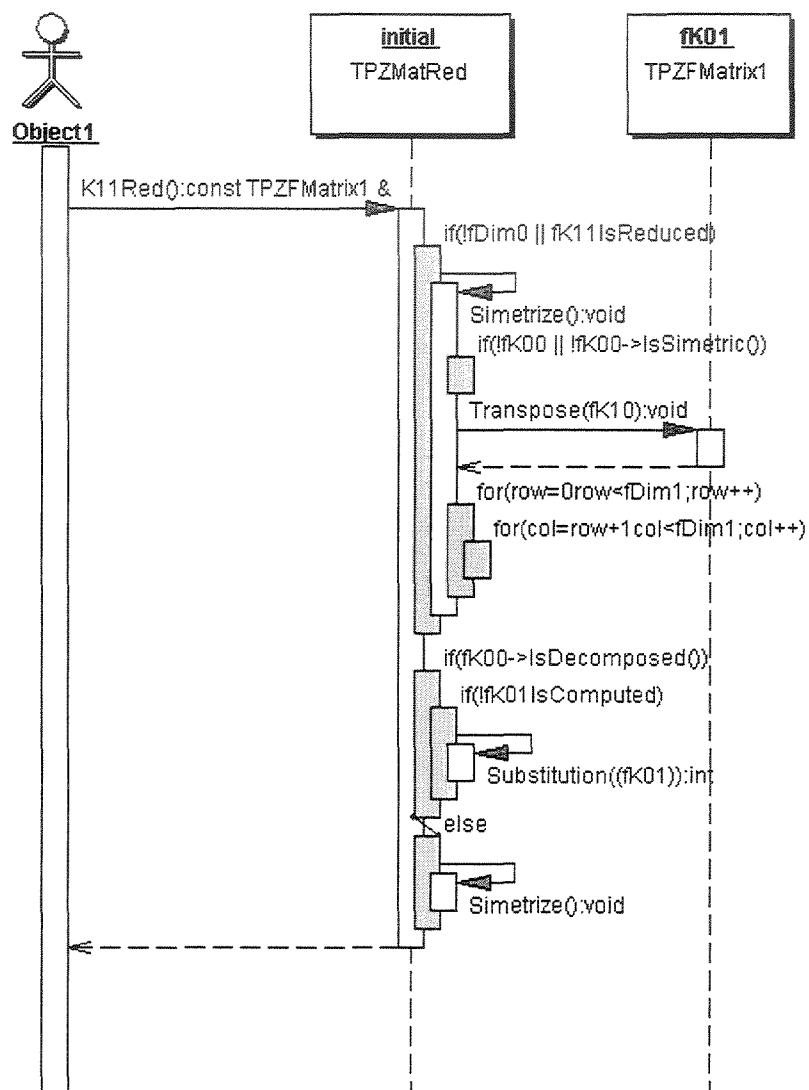 initial
TPZMatRed
fK01
TPZFMatrix1
Object1
K11Red():const TPZFMatrix1 &
if(!fDim0 || fK11IsReduced)
Simetrize():void
if(!fK00 || !fK00->IsSimetric())
Transpose(fK10):void
for(row=0row<fDim1;row++)
for(col=row+1col<fDim1;col++)
if(fK00->IsDecomposed())
if(!fK01IsComputed)
Substitution((fK01)):int
else
Simetrize():void